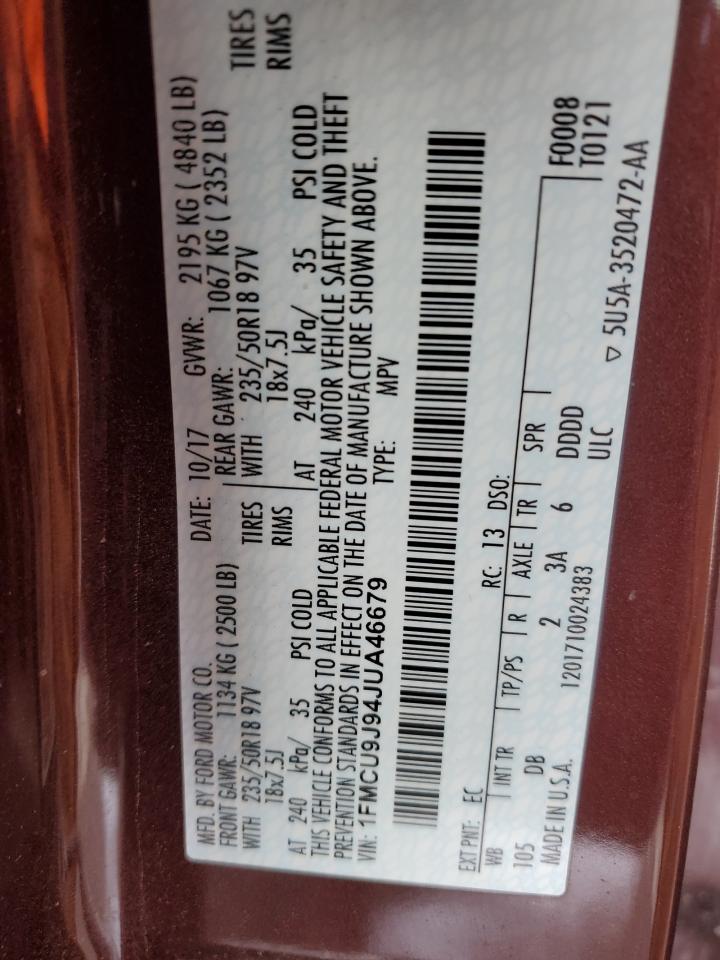 MFD. BY FORD MOTOR CO.
DATE: 10/17 GVWR: 2195 KG ( 4840 LB)
FRONT GAWR: 1134 KG ( 2500 LB) REAR GAWR: 1067 KG ( 2352 LB)
WITH 235/50R18 97V TIRES WITH 235/50R18 97V TIRES
18x7.5J RIMS 18x7.5J RIMS
AT 240 kPa/ 35 PSI COLD AT 240 kPa/ 35 PSI COLD
THIS VEHICLE CONFORMS TO ALL APPLICABLE FEDERAL MOTOR VEHICLE SAFETY AND THEFT
PREVENTION STANDARDS IN EFFECT ON THE DATE OF MANUFACTURE SHOWN ABOVE.
VIN: 1FMCU9J94JUA46679 TYPE: MPV
EXT PNT: EC RC: 13 DSO:
WB INT TR TP/PS R AXLE TR SPR F0008
105 DB 2 3A 6 DDDD T0121
MADE IN U.S.A. 1201710024383 ULC ▽ 5U5A-3520472-AA